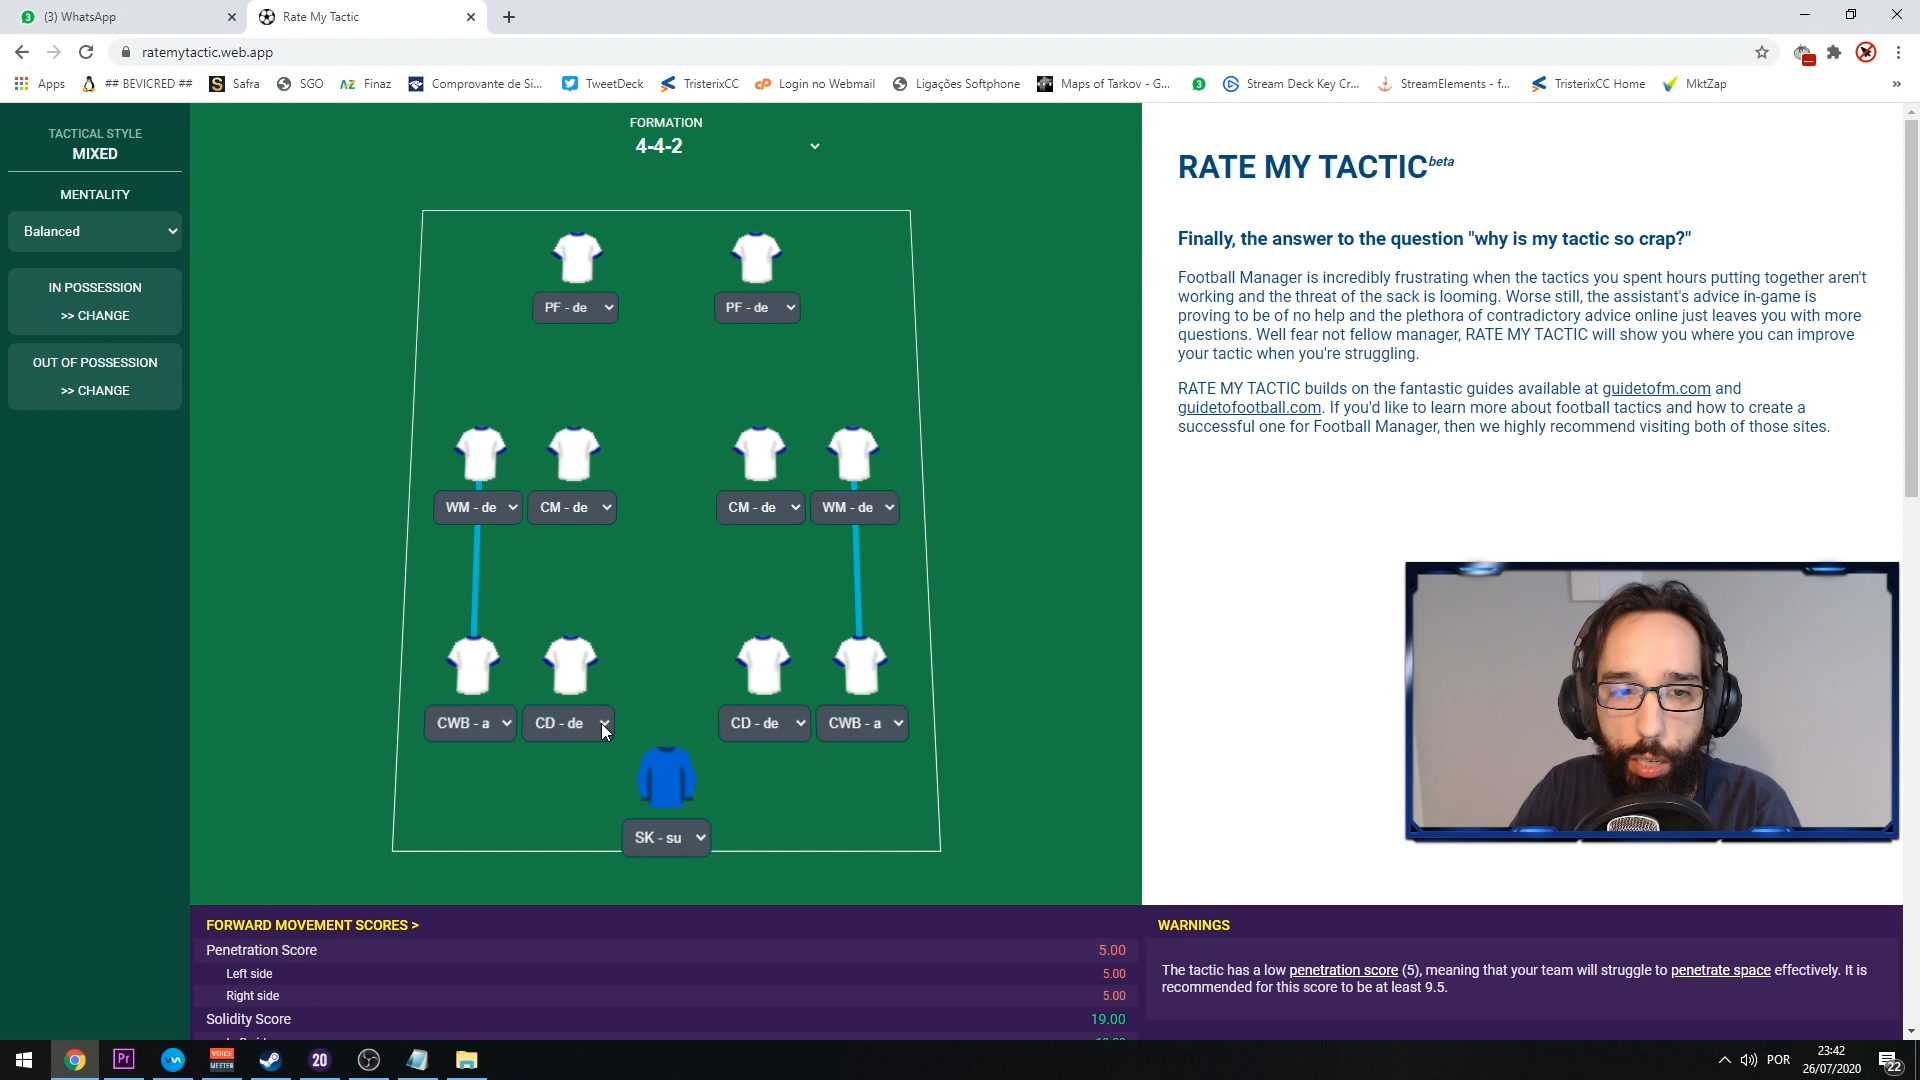 (3) WhatsApp
Rate My Tactic
ratemytactic.web.app
Apps
## BEVICRED ##
Safra
SGO
AZ Finaz
Comprovante de Si...
TweetDeck
TristerixCC
Login no Webmail
Ligações Softphone
Maps of Tarkov - G...
3
Stream Deck Key Cr...
StreamElements - f...
TristerixCC Home
MktZap
»
TACTICAL STYLE
MIXED
MENTALITY
Balanced
IN POSSESSION
>> CHANGE
OUT OF POSSESSION
>> CHANGE
FORMATION
4-4-2
PF - de
PF - de
WM - de
CM - de
CM - de
WM - de
CWB - a
CD - de
CD - de
CWB - a
SK - su
RATE MY TACTIC beta
Finally, the answer to the question "why is my tactic so crap?"
Football Manager is incredibly frustrating when the tactics you spent hours putting together aren't
working and the threat of the sack is looming. Worse still, the assistant's advice in-game is
proving to be of no help and the plethora of contradictory advice online just leaves you with more
questions. Well fear not fellow manager, RATE MY TACTIC will show you where you can improve
your tactic when you're struggling.
RATE MY TACTIC builds on the fantastic guides available at guidetofm.com and
guidetofootball.com. If you'd like to learn more about football tactics and how to create a
successful one for Football Manager, then we highly recommend visiting both of those sites.
FORWARD MOVEMENT SCORES >
Penetration Score 5.00
Left side 5.00
Right side 5.00
Solidity Score 19.00
WARNINGS
The tactic has a low penetration score (5), meaning that your team will struggle to penetrate space effectively. It is
recommended for this score to be at least 9.5.
Pr
VOICE
MEETER
20
POR
23:42
26/07/2020
22